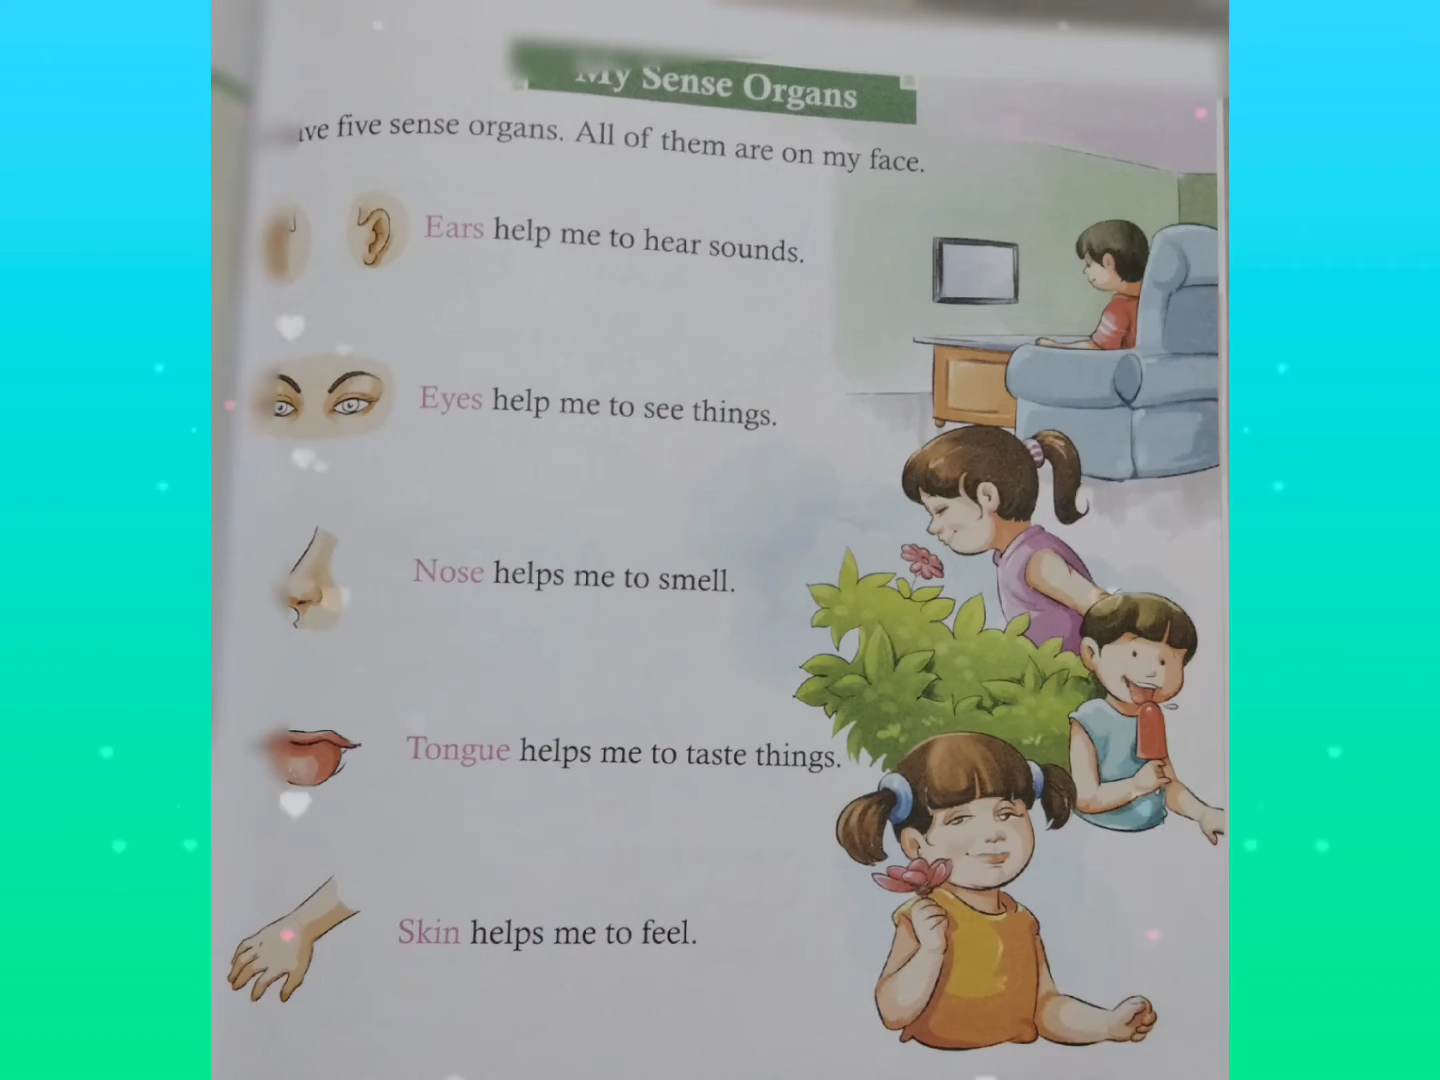 My Sense Organs
five sense organs. All of them are on my face.
Ears help me to hear sounds.
Eyes help me to see things.
Nose helps me to smell.
Tongue helps me to taste things.
Skin helps me to feel.